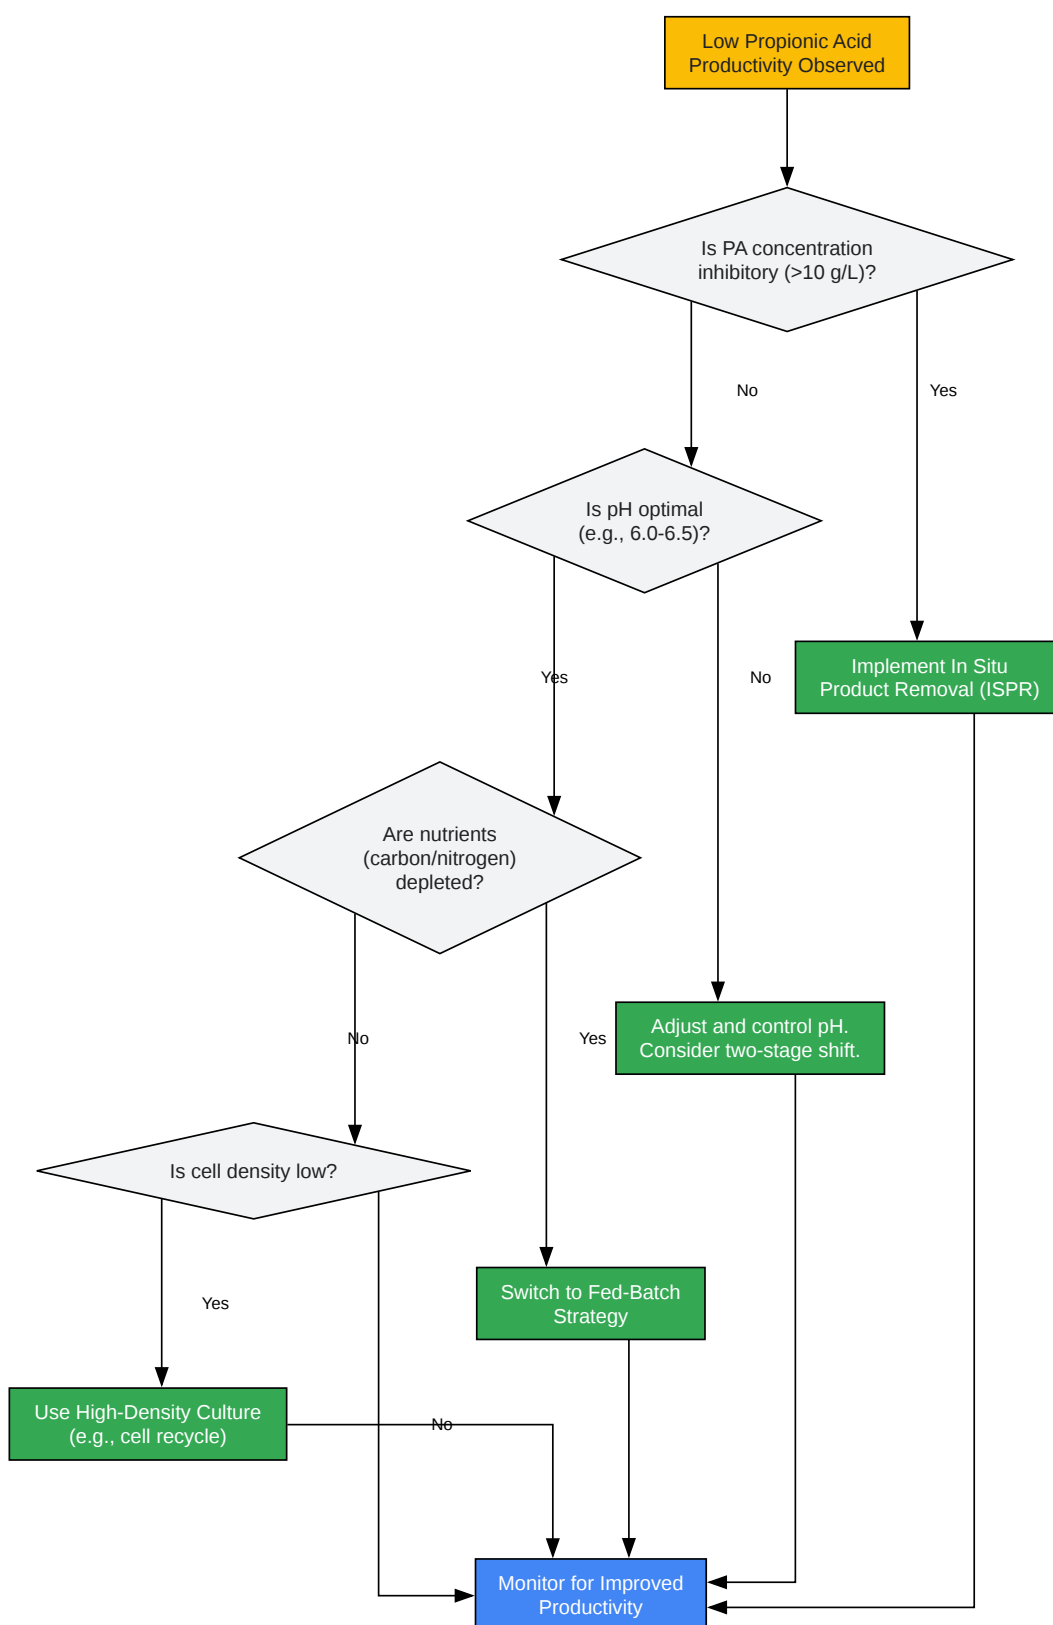 Low Propionic Acid
Productivity Observed
Is PA concentration
inhibitory (>10 g/L)?
No
Yes
Is pH optimal
(e.g., 6.0-6.5)?
Implement In Situ
Product Removal (ISPR)
Yes
No
Are nutrients
(carbon/nitrogen)
depleted?
No
Yes
Adjust and control pH.
Consider two-stage shift.
Is cell density low?
Yes
Switch to Fed-Batch
Strategy
Use High-Density Culture
(e.g., cell recycle)
No
Monitor for Improved
Productivity